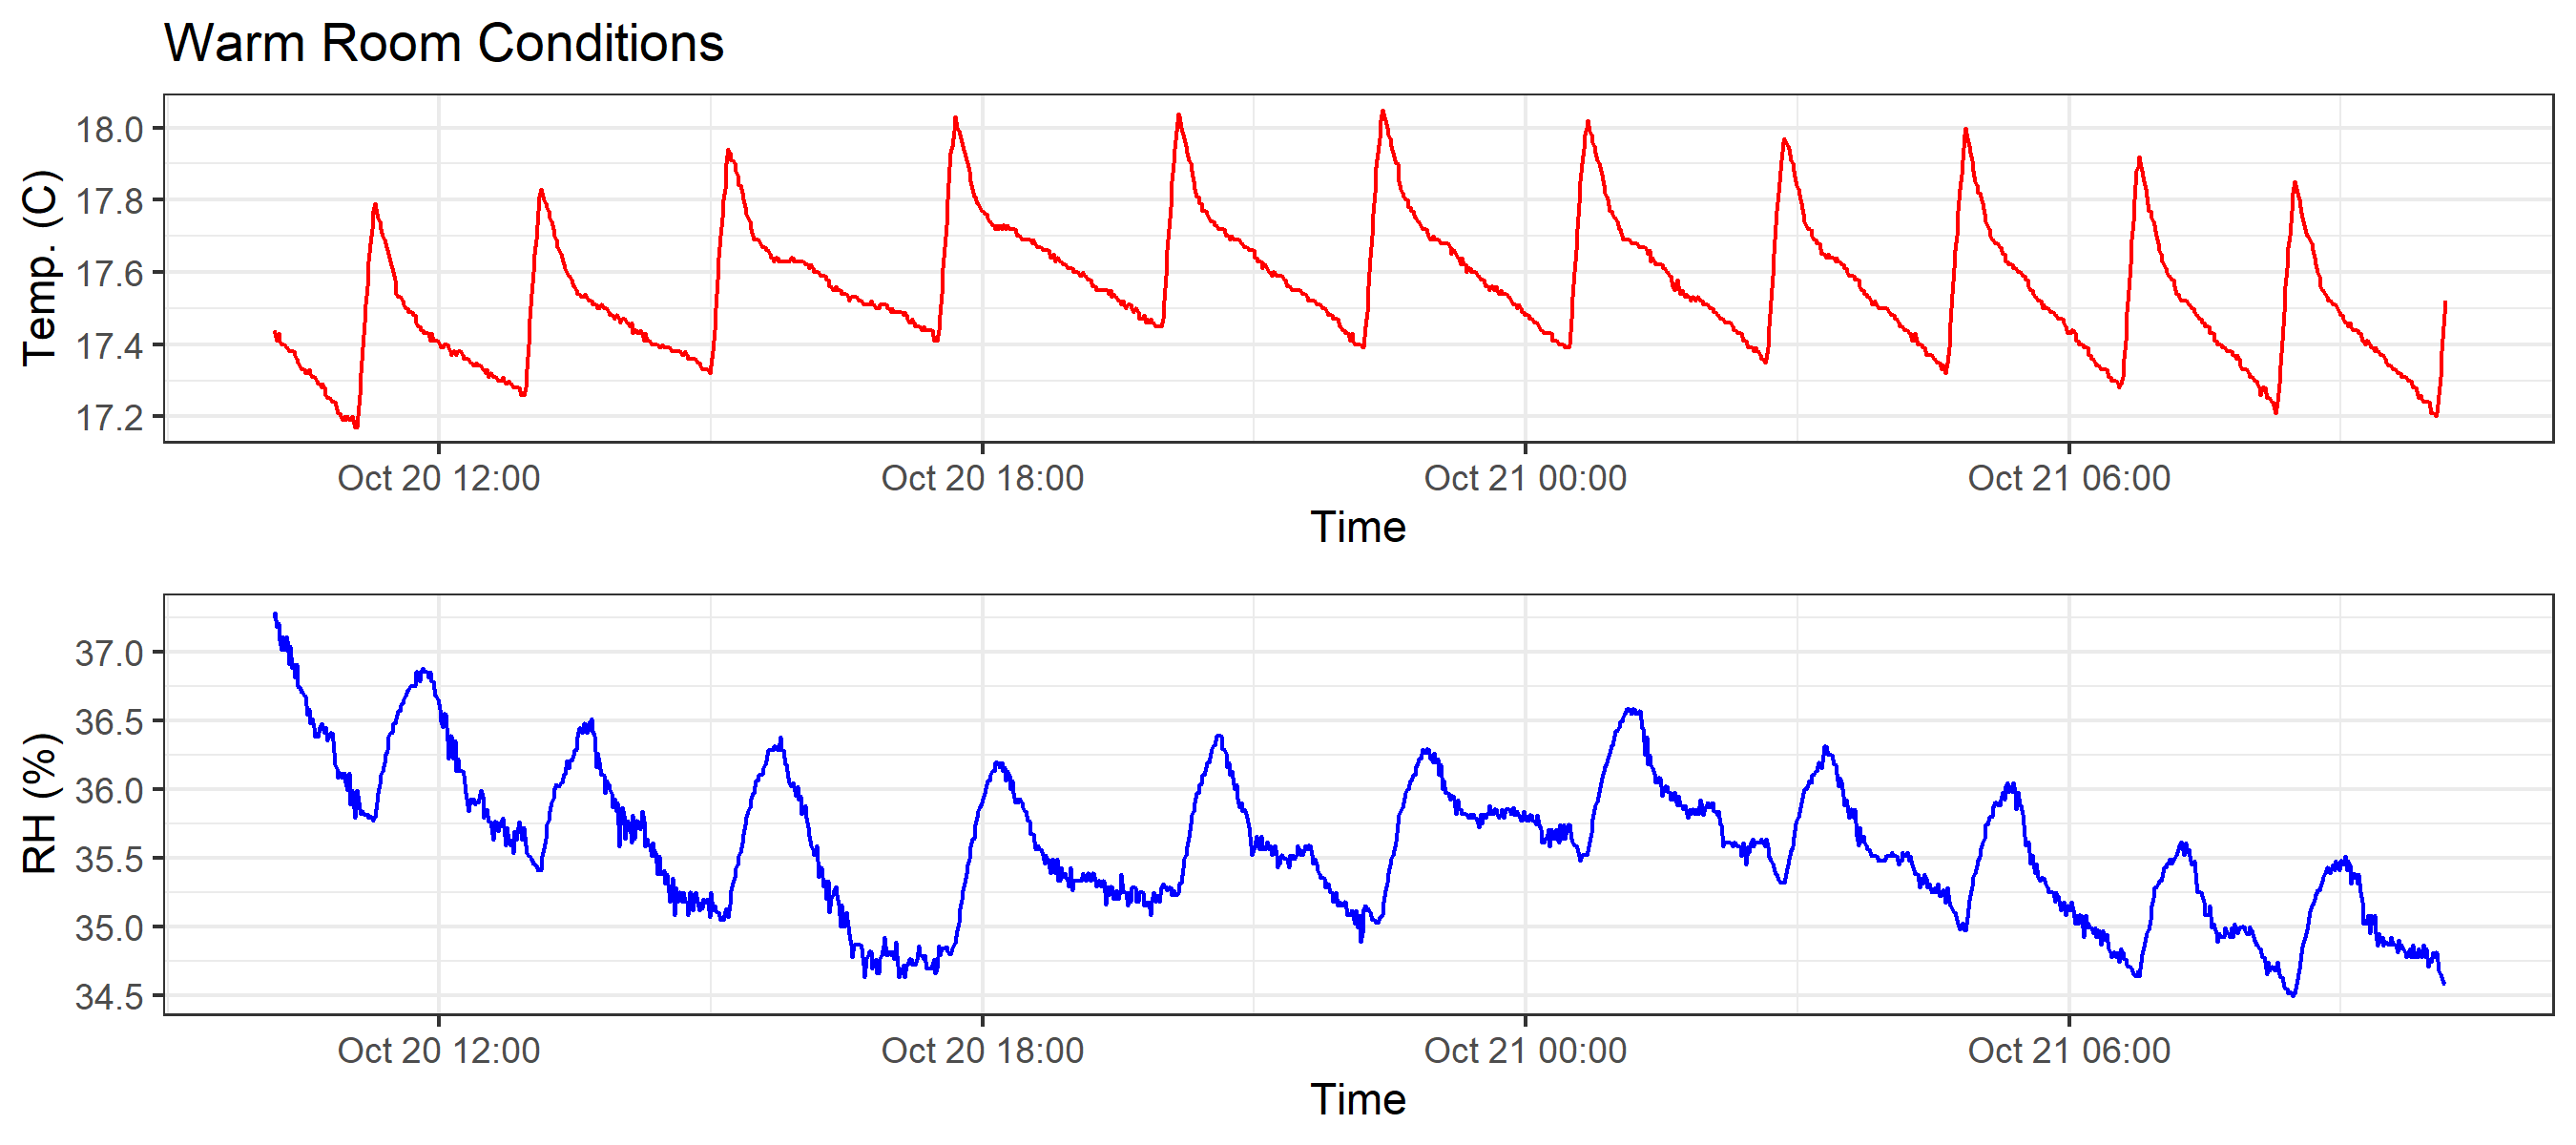 Warm Room Conditions
Temp. (C)
18.0
17.8
17.6
17.4
17.2
Oct 20 12:00 Oct 20 18:00 Oct 21 00:00 Oct 21 06:00
Time
RH (%)
37.0
36.5
36.0
35.5
35.0
34.5
Oct 20 12:00 Oct 20 18:00 Oct 21 00:00 Oct 21 06:00
Time